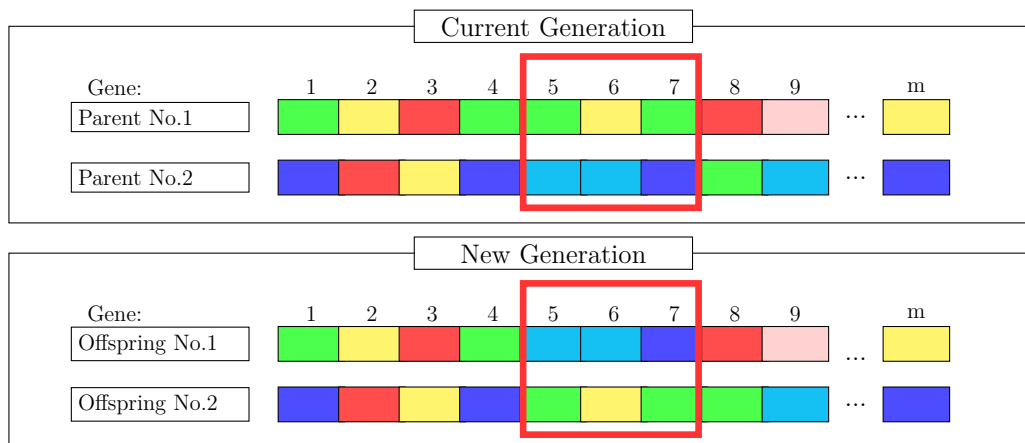 Current Generation
Gene: 1 2 3 4 5 6 7 8 9 m
Parent No.1 ...
Parent No.2 ...
New Generation
Gene: 1 2 3 4 5 6 7 8 9 m
Offspring No.1 ...
Offspring No.2 ...